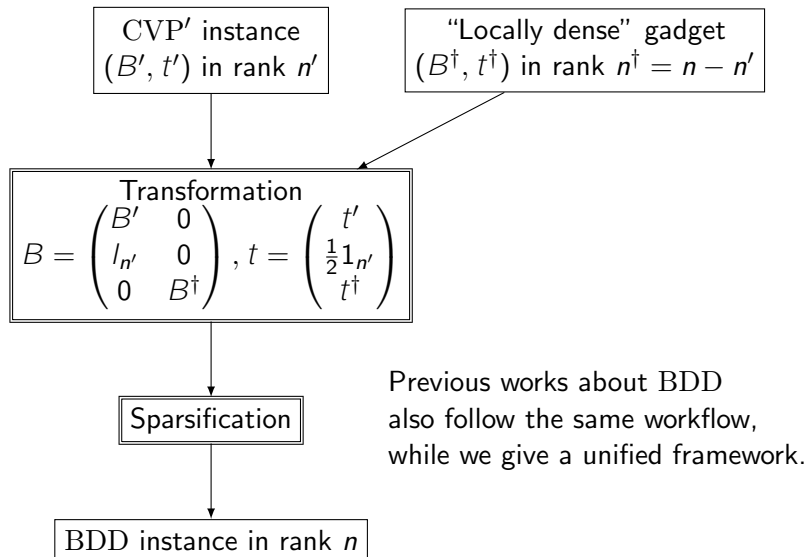 CVP′ instance
(B′, t′) in rank n′
“Locally dense” gadget
(B†, t†) in rank n† = n − n′
Transformation
B = (B′ 0
I_{n′} 0
0 B†), t = (t′
½1_{n′}
t†)
Sparsification
Previous works about BDD
also follow the same workflow,
while we give a unified framework.
BDD instance in rank n